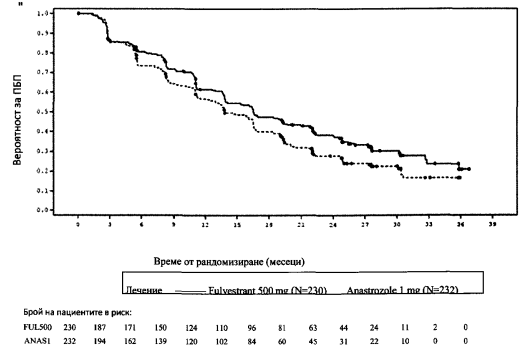 "
Вероятност за ПБП
1.0
0.9
0.8
0.7
0.6
0.5
0.4
0.3
0.2
0.1
0.0
0 3 6 9 12 15 18 21 24 27 30 33 36 39
Време от рандомизиране (месеци)
Лечение Fulvestrant 500 mg (N=230) Anastrozole 1 mg (N=232)
Брой на пациентите в риск:
FUL500 230 187 171 150 124 110 96 81 63 44 24 11 2 0
ANAS1 232 194 162 139 120 102 84 60 45 31 22 10 0 0